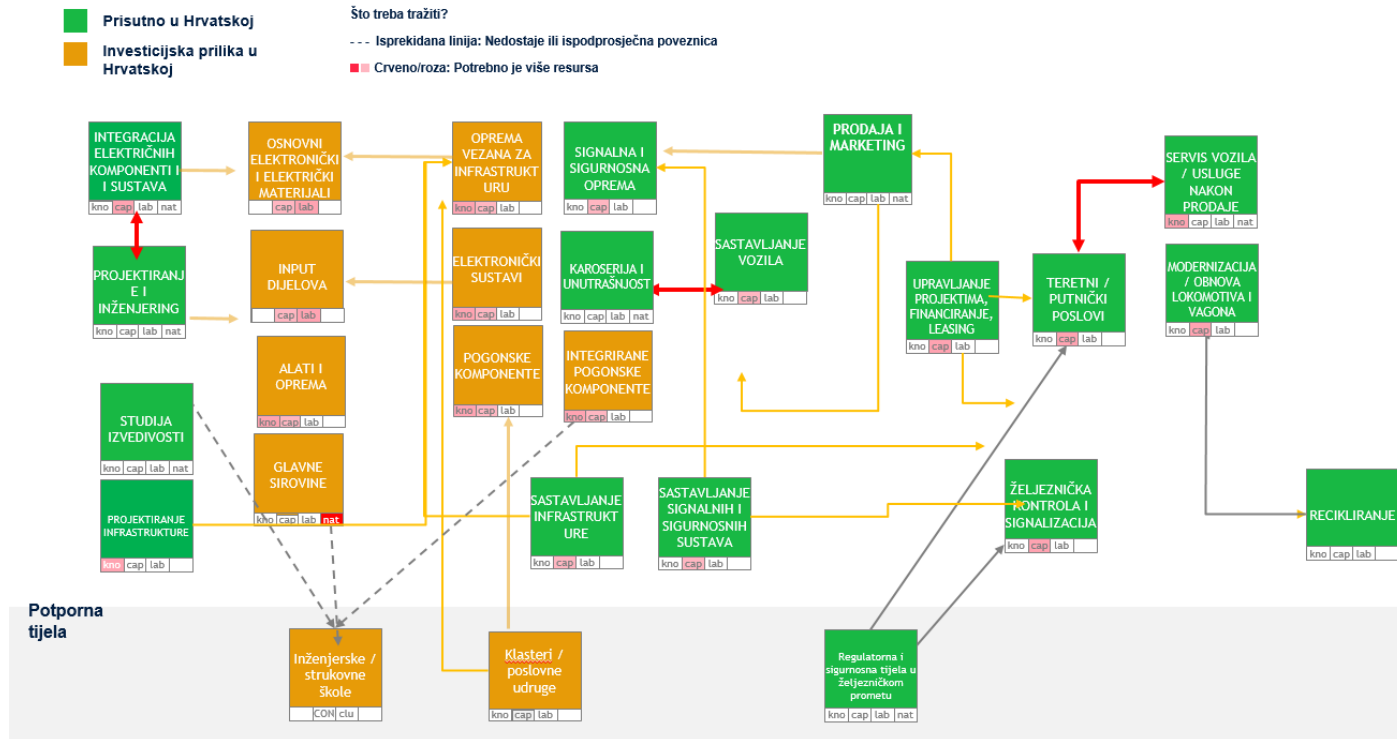 Prisutno u Hrvatskoj
Investicijska prilika u
Hrvatskoj
Što treba tražiti?
--- Isprekidana linija: Nedostaje ili ispodprosječna poveznica
Crveno/roza: Potrebno je više resursa
INTEGRACIJA
ELEKTRIČNIH
KOMPONENTI I
I SUSTAVA
kno cap lab nat
OSNOVNI
ELEKTRONIČKI
I ELEKTRIČKI
MATERIJALI
cap lab
OPREMA
VEZANA ZA
INFRASTRUKT
URU
kno cap lab
SIGNALNA I
SIGURNOSNA
OPREMA
kno cap lab
PRODAJA I
MARKETING
kno cap lab nat
SERVIS VOZILA
/ USLUGE
NAKON
PRODAJE
kno cap lab nat
PROJEKTIRANJ
E I
INŽENJERING
kno cap lab nat
INPUT
DIJELOVA
cap lab
ELEKTRONIČKI
SUSTAVI
kno cap lab
KAROSERIJA I
UNUTRAŠNJOST
kno cap lab nat
SASTAVLJANJE
VOZILA
kno cap lab
UPRAVLJANJE
PROJEKTIMA,
FINANCIRANJE,
LEASING
kno cap lab
TERETNI /
PUTNIČKI
POSLOVI
kno cap lab
MODERNIZACIJA
/ OBNOVA
LOKOMOTIVA I
VAGONA
kno cap lab
ALATI I
OPREMA
kno cap lab
POGONSKE
KOMPONENTE
kno cap lab
INTEGRIRANE
POGONSKE
KOMPONENTE
kno cap lab
STUDIJA
IZVEDIVOSTI
kno cap lab nat
GLAVNE
SIROVINE
kno cap lab nat
PROJEKTIRANJE
INFRASTRUKTURE
kno cap lab
SASTAVLJANJE
INFRASTRUKT
URE
kno cap lab
SASTAVLJANJE
SIGNALNIH I
SIGURNOSNIH
SUSTAVA
kno cap lab
ŽELJEZNIČKA
KONTROLA I
SIGNALIZACIJA
kno cap lab
RECIKLIRANJE
kno cap lab
Potporna
tijela
Inženjerske /
strukovne
škole
CON clu
Klasteri /
poslovne
udruge
kno cap lab
Regulatorna i
sigurnosna tijela u
željezničkom
prometu
kno cap lab nat